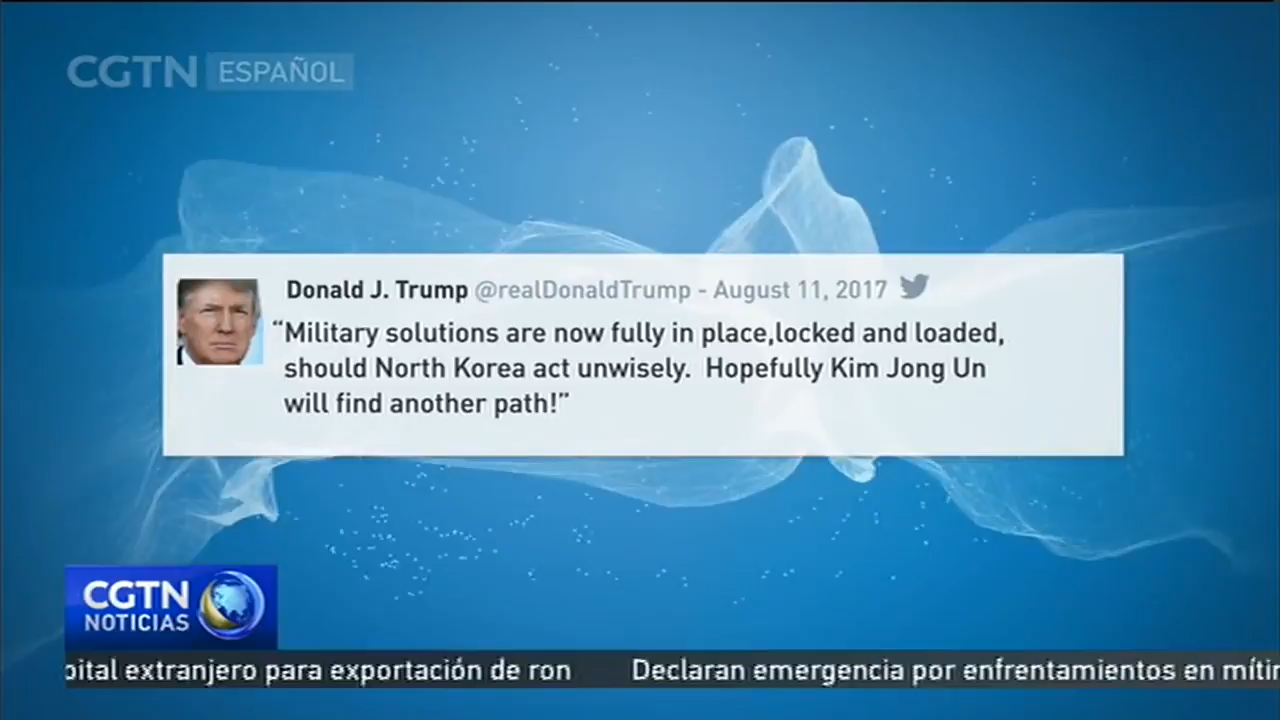 CGTN ESPAÑOL
Donald J. Trump @realDonaldTrump - August 11, 2017
“Military solutions are now fully in place,locked and loaded,
should North Korea act unwisely. Hopefully Kim Jong Un
will find another path!”
CGTN
NOTICIAS
extranjero para exportación de ron Declaran emergencia por enfrentamientos en